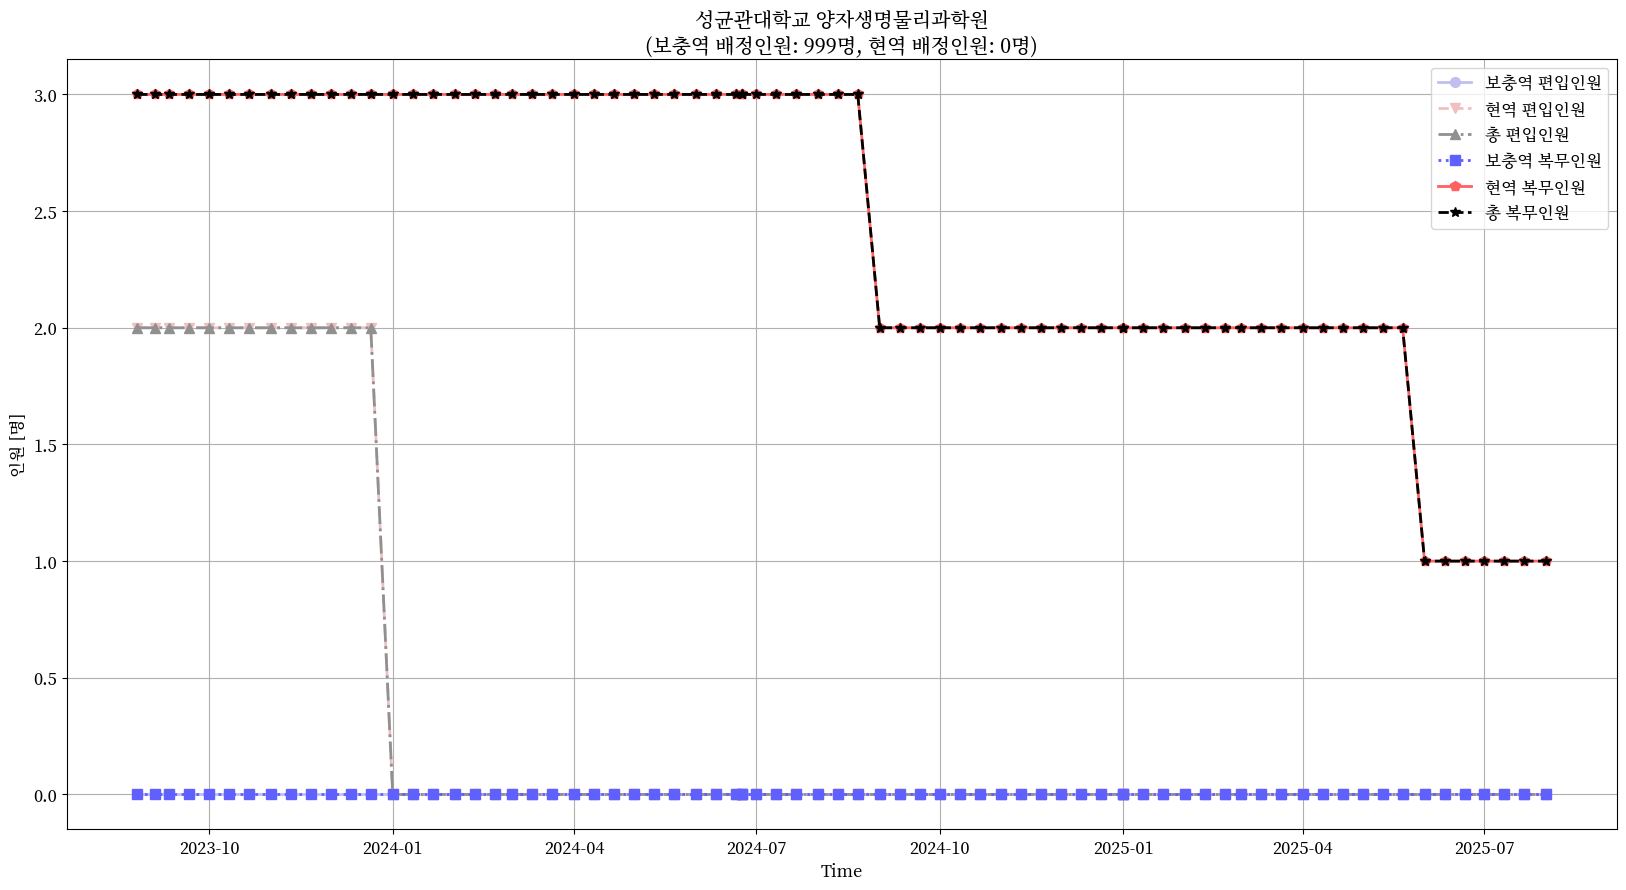 성균관대학교 양자생명물리과학원
(보충역 배정인원: 999명, 현역 배정인원: 0명)
보충역 편입인원
현역 편입인원
총 편입인원
보충역 복무인원
현역 복무인원
총 복무인원
인원 [명]
3.0
2.5
2.0
1.5
1.0
0.5
0.0
2023-10
2024-01
2024-04
2024-07
2024-10
2025-01
2025-04
2025-07
Time